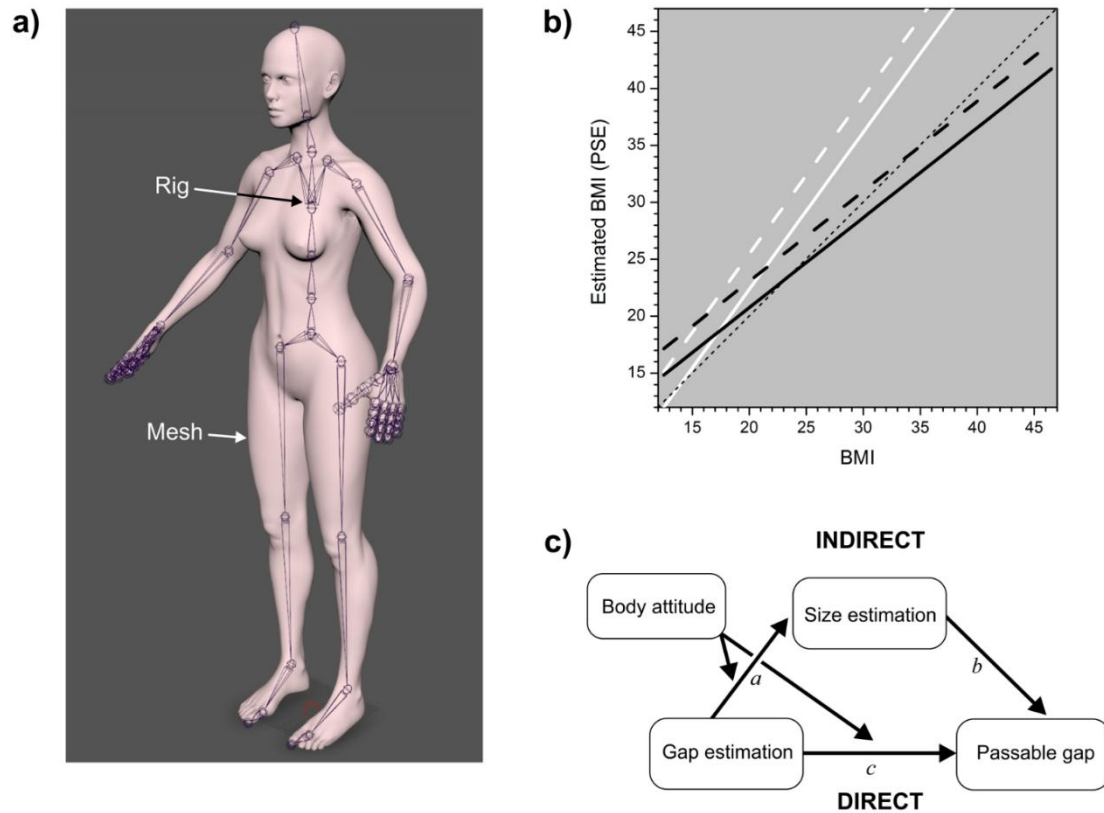 a)
Rig
Mesh
b)
Estimated BMI (PSE)
45
40
35
30
25
20
15
15 20 25 30 35 40 45
BMI
c)
INDIRECT
Body attitude
Size estimation
a
b
Gap estimation
Passable gap
c
DIRECT